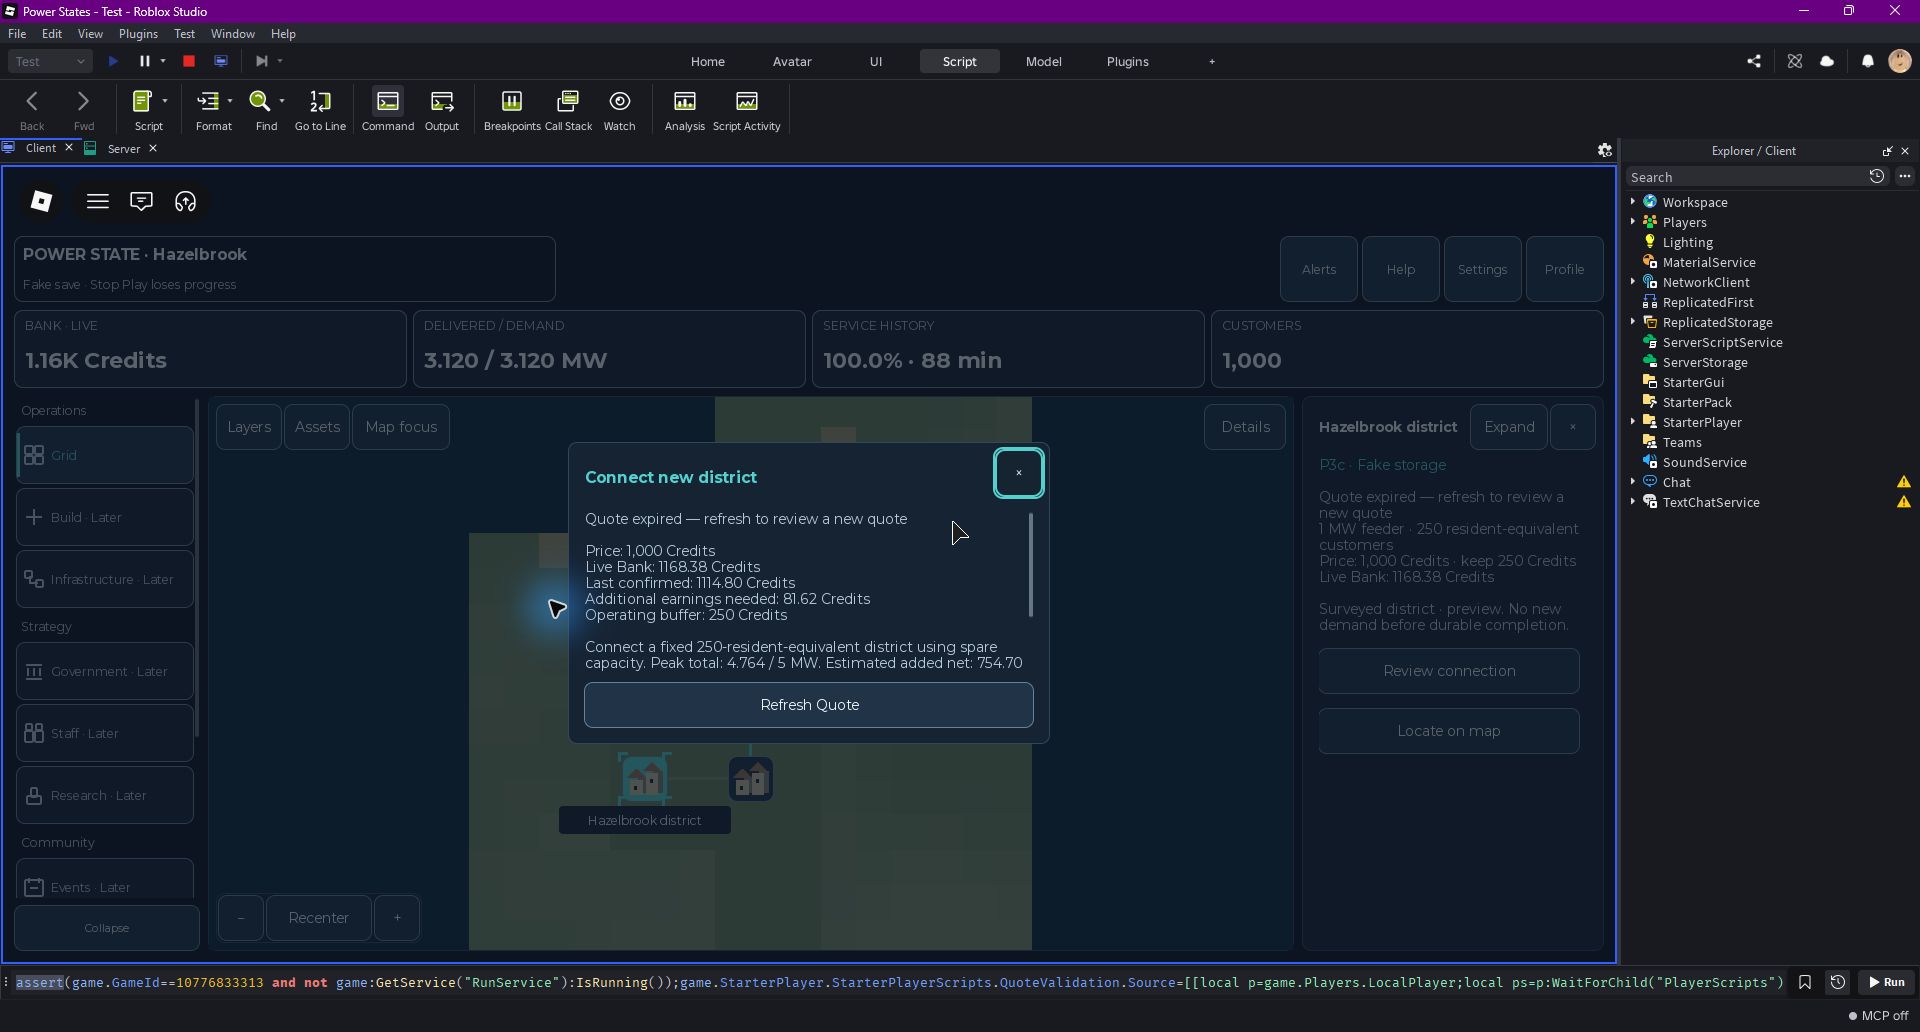 Power States - Test - Roblox Studio
File Edit View Plugins Test Window Help
Test
Home Avatar UI Script Model Plugins +
Back Fwd Script Format Find Go to Line Command Output Breakpoints Call Stack Watch Analysis Script Activity
Client × Server ×
Explorer / Client
Search
Workspace
Players
Lighting
MaterialService
NetworkClient
ReplicatedFirst
ReplicatedStorage
ServerScriptService
ServerStorage
StarterGui
StarterPack
StarterPlayer
Teams
SoundService
Chat
TextChatService
POWER STATE · Hazelbrook
Fake save · Stop Play loses progress
Alerts Help Settings Profile
BANK · LIVE
1.16K Credits
DELIVERED / DEMAND
3.120 / 3.120 MW
SERVICE HISTORY
100.0% · 88 min
CUSTOMERS
1,000
Operations
Grid
Build · Later
Infrastructure · Later
Strategy
Government · Later
Staff · Later
Research · Later
Community
Events · Later
Collapse
Layers Assets Map focus
Details
Connect new district
×
Quote expired — refresh to review a new quote
Price: 1,000 Credits
Live Bank: 1168.38 Credits
Last confirmed: 1114.80 Credits
Additional earnings needed: 81.62 Credits
Operating buffer: 250 Credits
Connect a fixed 250-resident-equivalent district using spare
capacity. Peak total: 4.764 / 5 MW. Estimated added net: 754.70
Refresh Quote
Hazelbrook district
− Recenter +
Hazelbrook district Expand ×
P3c · Fake storage
Quote expired — refresh to review a
new quote
1 MW feeder · 250 resident-equivalent
customers
Price: 1,000 Credits · keep 250 Credits
Live Bank: 1168.38 Credits
Surveyed district · preview. No new
demand before durable completion.
Review connection
Locate on map
assert(game.GameId==10776833313 and not game:GetService("RunService"):IsRunning());game.StarterPlayer.StarterPlayerScripts.QuoteValidation.Source=[[local p=game.Players.LocalPlayer;local ps=p:WaitForChild("PlayerScripts")
Run
MCP off